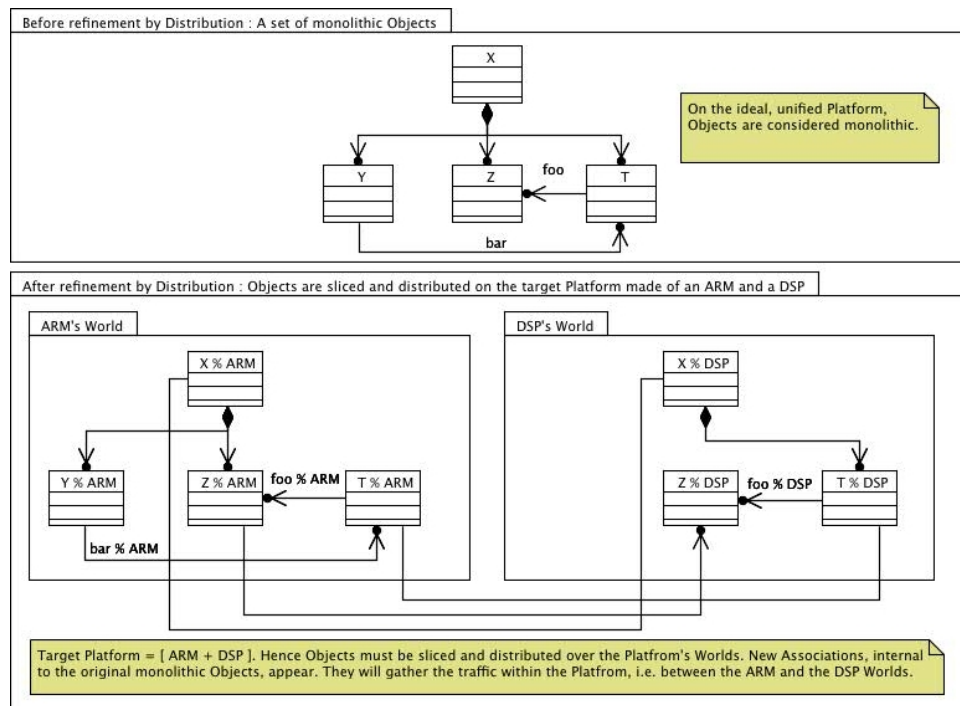 Before refinement by Distribution : A set of monolithic Objects
X
On the ideal, unified Platform,
Objects are considered monolithic.
Y
Z
foo
T
bar
After refinement by Distribution : Objects are sliced and distributed on the target Platform made of an ARM and a DSP
ARM's World
DSP's World
X % ARM
X % DSP
Y % ARM
Z % ARM
foo % ARM
T % ARM
Z % DSP
foo % DSP
T % DSP
bar % ARM
Target Platform = [ ARM + DSP ]. Hence Objects must be sliced and distributed over the Platfrom's Worlds. New Associations, internal
to the original monolithic Objects, appear. They will gather the traffic within the Platfrom, i.e. between the ARM and the DSP Worlds.